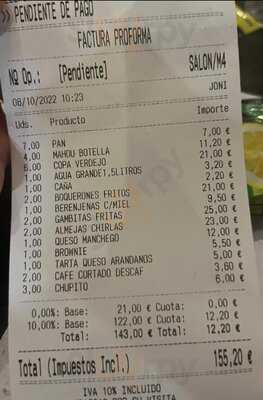 >> PENDIENTE DE PAGO
FACTURA PROFORMA
NQ Op.: [Pendiente] SALON/M4
06/10/2022 10:23 JONI
Uds. Producto Importe
7,00 PAN 7,00 €
4,00 MAHOU BOTELLA 11,20 €
6,00 COPA VERDEJO 21,00 €
1,00 AGUA GRANDE1,5LITROS 3,20 €
1,00 CAÑA 2,20 €
2,00 BOQUERONES FRITOS 21,00 €
1,00 BERENJENAS C/MIEL 9,50 €
2,00 GAMBITAS FRITAS 25,00 €
2,00 ALMEJAS CHIRLAS 23,00 €
1,00 QUESO MANCHEGO 12,00 €
1,00 BROWNIE 5,50 €
1,00 TARTA QUESO ARANDANOS 5,00 €
2,00 CAFE CORTADO DESCAF 3,60 €
3,00 CHUPITO 6,00 €
0,00%: Base: 21,00 € Cuota: 0,00 €
10,00%: Base: 122,00 € Cuota: 12,20 €
Total: 143,00 € Total: 12,20 €
Total (Impuestos Incl.) 155,20 €
IVA 10% INCLUIDO
SU VISITA